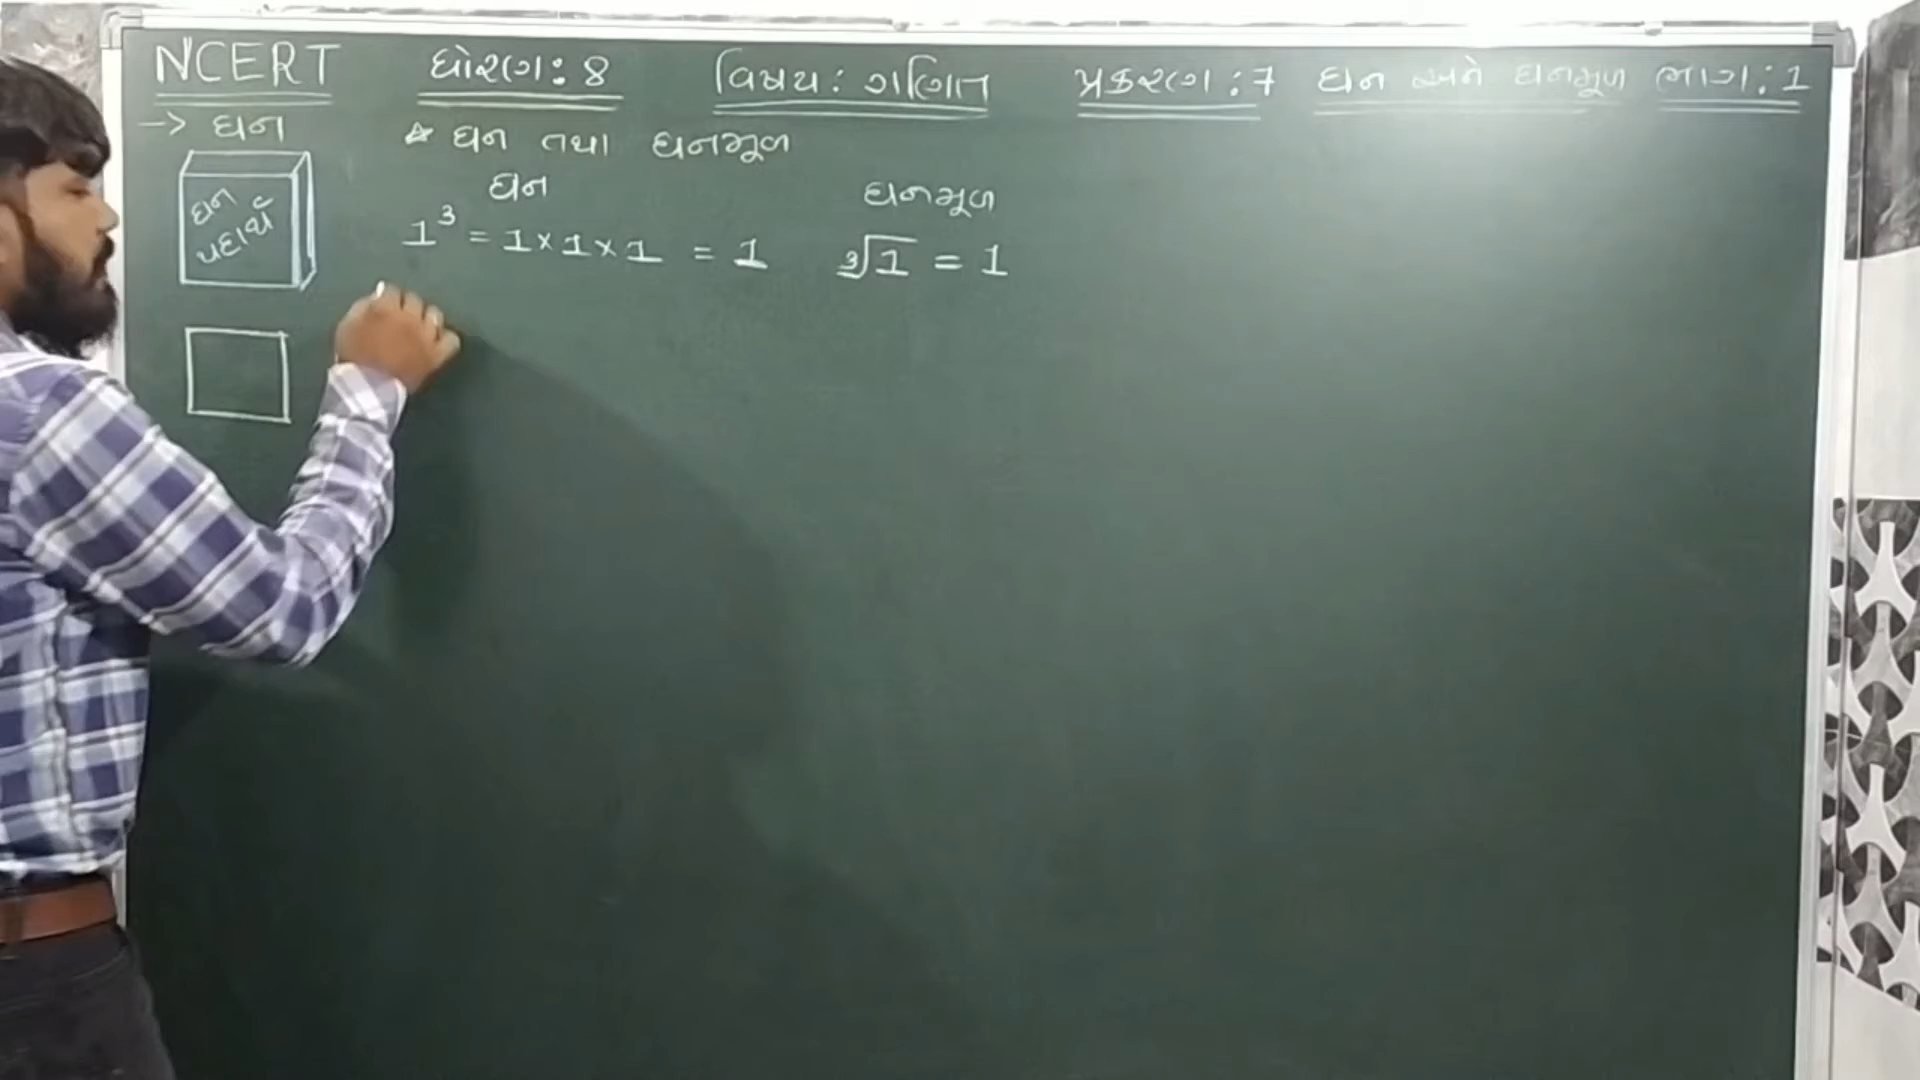 NCERT ધોરણ : 8 વિષય : ગણિત પ્રકરણ : 7 ઘન અને ઘનમૂળ ભાગ : 1
-> ઘન
☆ ઘન તથા ઘનમૂળ
ઘન
પદાર્થ
ઘન ઘનમૂળ
1³ = 1 × 1 × 1 = 1 ∛1 = 1